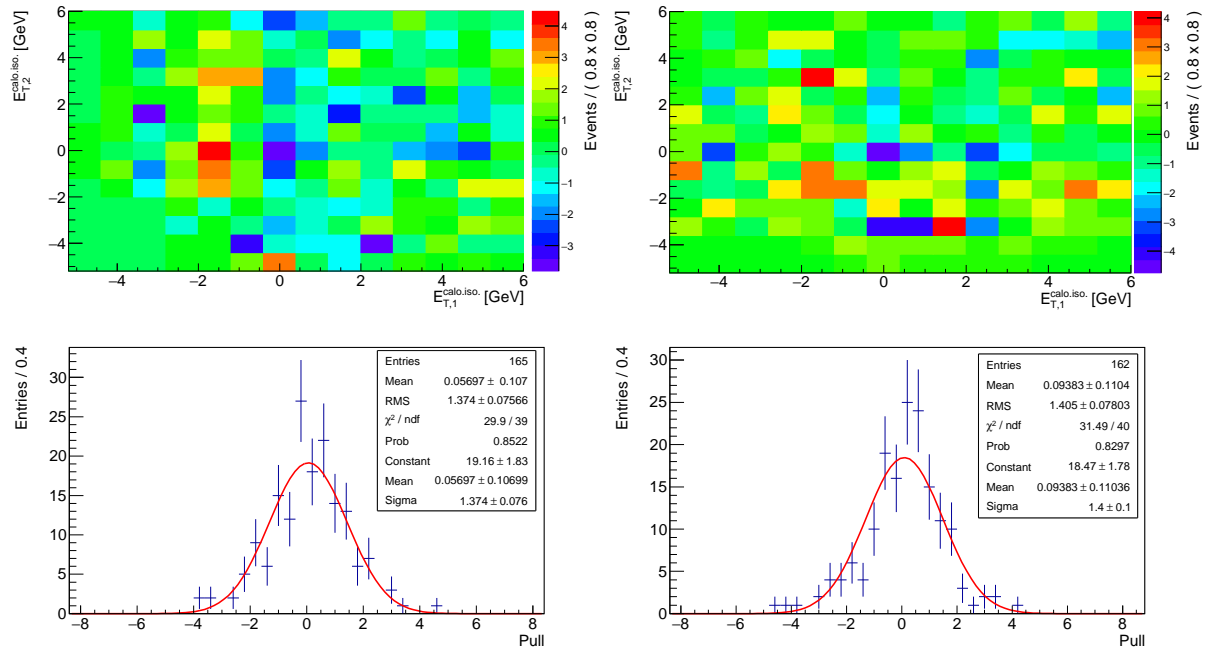 E_{T,2}^{calo.iso.} [GeV]
6
4
2
0
−2
−4
−4 −2 0 2 4 6
E_{T,1}^{calo.iso.} [GeV]
4
3
2
1
0
−1
−2
−3
Events / ( 0.8 x 0.8 )
E_{T,2}^{calo.iso.} [GeV]
6
4
2
0
−2
−4
−4 −2 0 2 4 6
E_{T,1}^{calo.iso.} [GeV]
4
3
2
1
0
−1
−2
−3
−4
Events / ( 0.8 x 0.8 )
Entries / 0.4
30
25
20
15
10
5
0
−8 −6 −4 −2 0 2 4 6 8
Pull
Entries 165
Mean 0.05697 ± 0.107
RMS 1.374 ± 0.07566
χ² / ndf 29.9 / 39
Prob 0.8522
Constant 19.16 ± 1.83
Mean 0.05697 ± 0.10699
Sigma 1.374 ± 0.076
Entries / 0.4
30
25
20
15
10
5
0
−8 −6 −4 −2 0 2 4 6 8
Pull
Entries 162
Mean 0.09383 ± 0.1104
RMS 1.405 ± 0.07803
χ² / ndf 31.49 / 40
Prob 0.8297
Constant 18.47 ± 1.78
Mean 0.09383 ± 0.11036
Sigma 1.4 ± 0.1